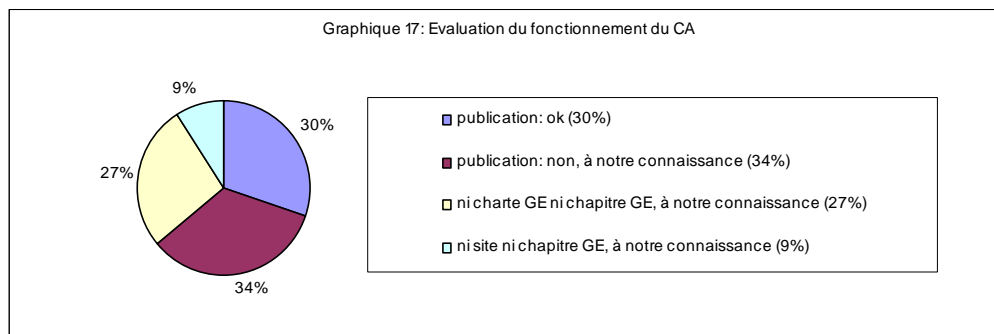 Graphique 17: Evaluation du fonctionnement du CA
9%
30%
27%
34%
publication: ok (30%)
publication: non, à notre connaissance (34%)
ni charte GE ni chapitre GE, à notre connaissance (27%)
ni site ni chapitre GE, à notre connaissance (9%)